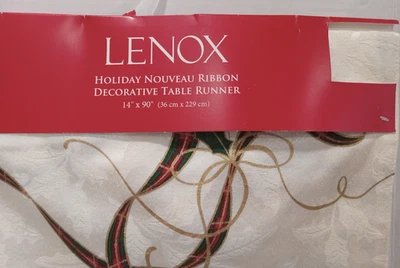 LENOX
HOLIDAY NOUVEAU RIBBON
DECORATIVE TABLE RUNNER
14" x 90" (36 cm x 229 cm)